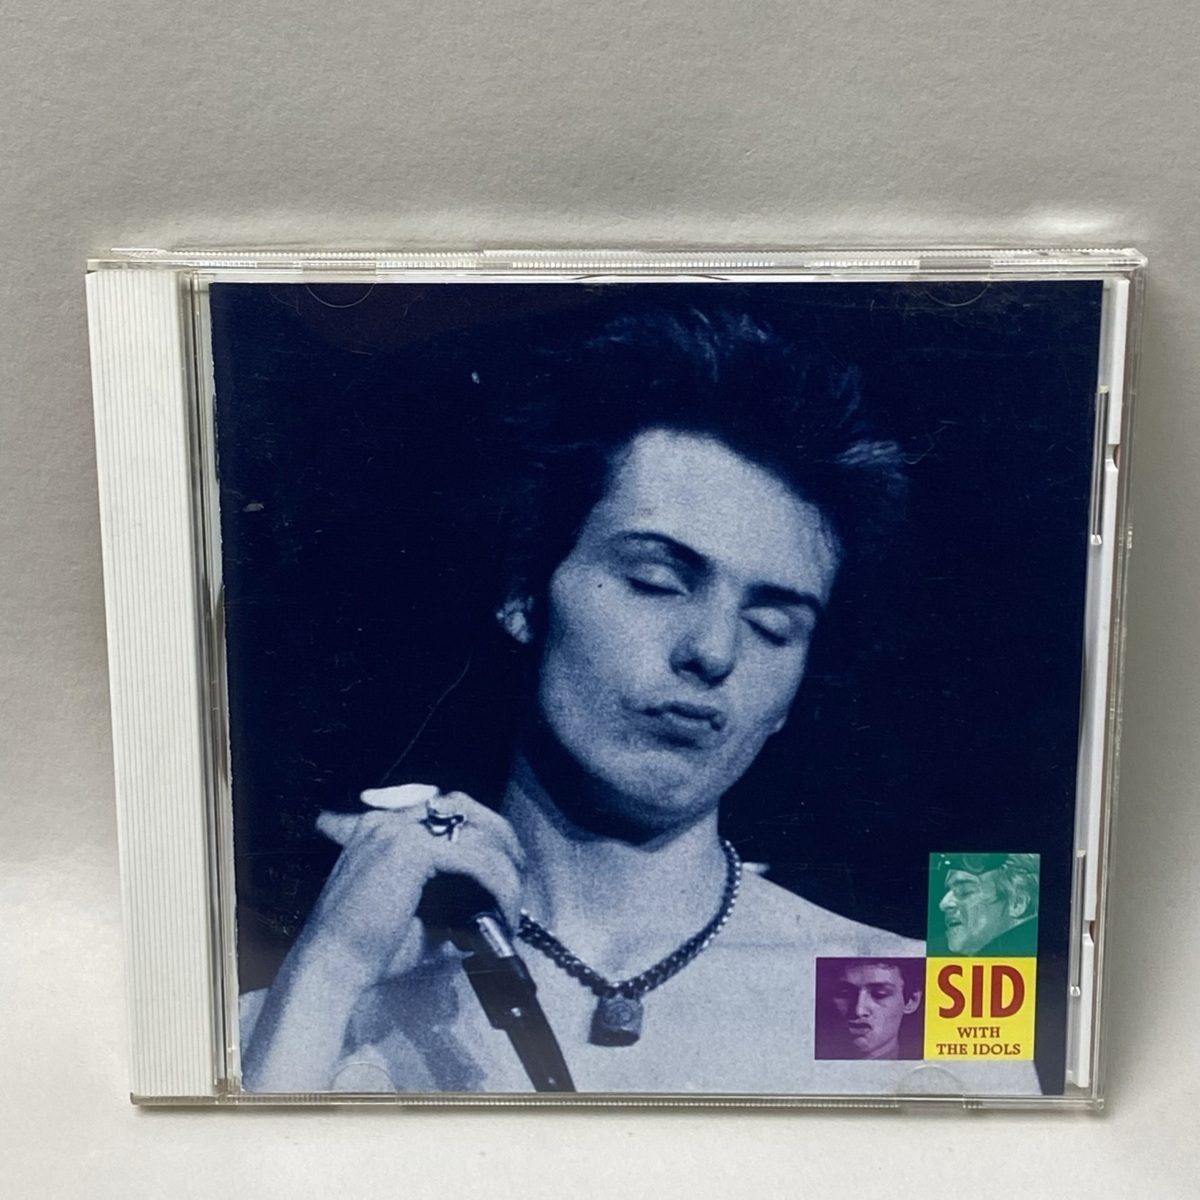 SID
WITH
THE IDOLS